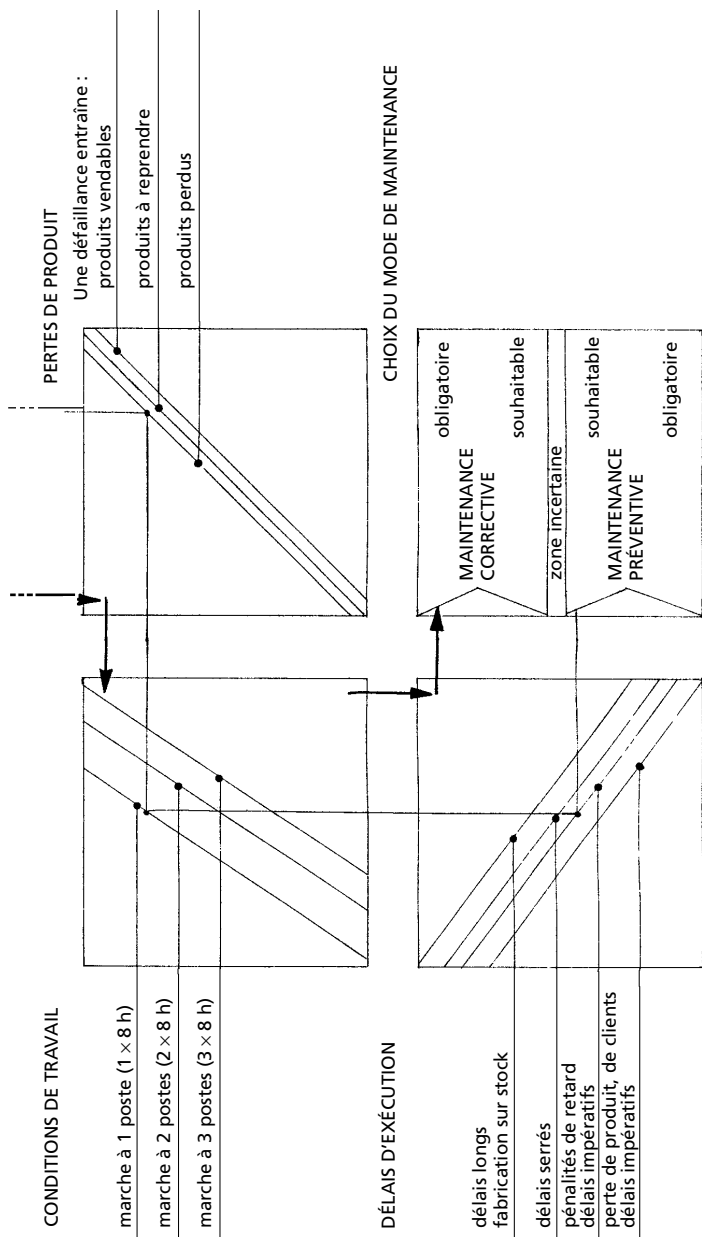 CONDITIONS DE TRAVAIL
marche à 1 poste (1 × 8 h)
marche à 2 postes (2 × 8 h)
marche à 3 postes (3 × 8 h)
PERTES DE PRODUIT
Une défaillance entraîne :
produits vendables
produits à reprendre
produits perdus
DÉLAIS D'EXÉCUTION
délais longs
fabrication sur stock
délais serrés
pénalités de retard
délais impératifs
perte de produit, de clients
délais impératifs
CHOIX DU MODE DE MAINTENANCE
obligatoire
MAINTENANCE
CORRECTIVE
souhaitable
zone incertaine
souhaitable
MAINTENANCE
PRÉVENTIVE
obligatoire